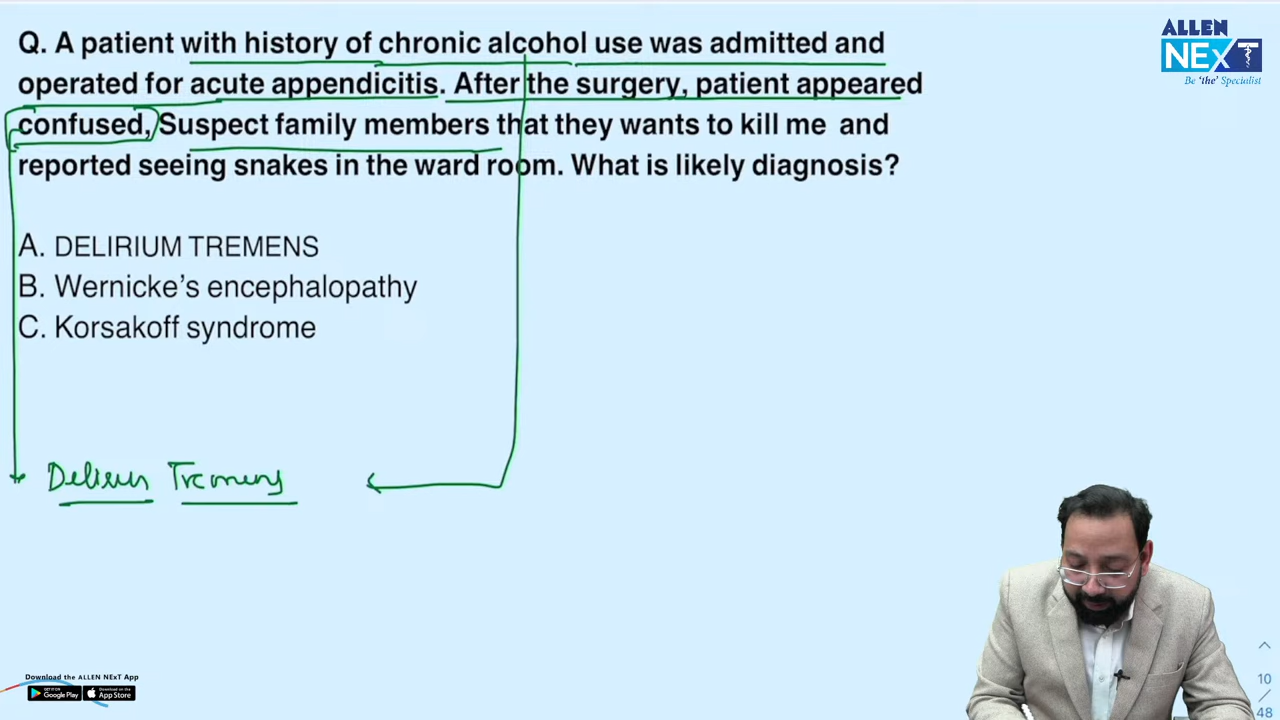 Q. A patient with history of chronic alcohol use was admitted and
operated for acute appendicitis. After the surgery, patient appeared
confused, Suspect family members that they wants to kill me and
reported seeing snakes in the ward room. What is likely diagnosis?
A. DELIRIUM TREMENS
B. Wernicke’s encephalopathy
C. Korsakoff syndrome
Delirium Tremens
ALLEN
NExT
Be ‘the’ Specialist
Download the ALLEN NExT App
GET IT ON
Google Play
Download on the
App Store
10
48